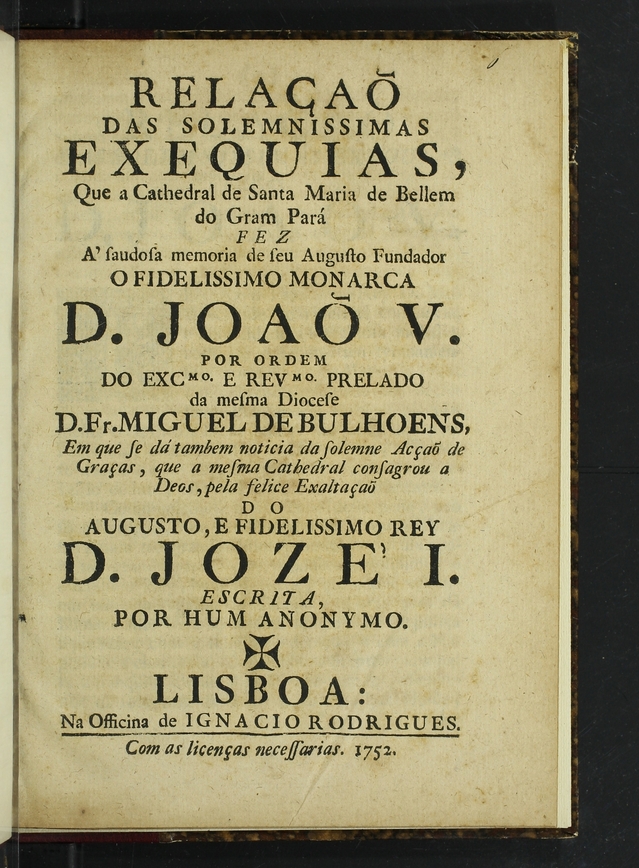 RELAÇAÕ
DAS SOLEMNISSIMAS
EXEQUIAS,
Que a Cathedral de Santa Maria de Bellem
do Gram Pará
FEZ
A' ſaudoſa memoria de ſeu Auguſto Fundador
O FIDELISSIMO MONARCA
D. JOAÕ V.
POR ORDEM
DO EXCᴹᴼ. E REVᴹᴼ. PRELADO
da meſma Dioceſe
D.Fr. MIGUEL DE BULHOENS,
Em que ſe dá tambem noticia da ſolemne Acçaõ de
Graças, que a meſma Cathedral conſagrou a
Deos, pela felice Exaltaçaõ
DO
AUGUSTO, E FIDELISSIMO REY
D. JOZE' I.
ESCRITA,
POR HUM ANONYMO.
LISBOA:
Na Officina de IGNACIO RODRIGUES.
Com as licenças neceſſarias. 1752.